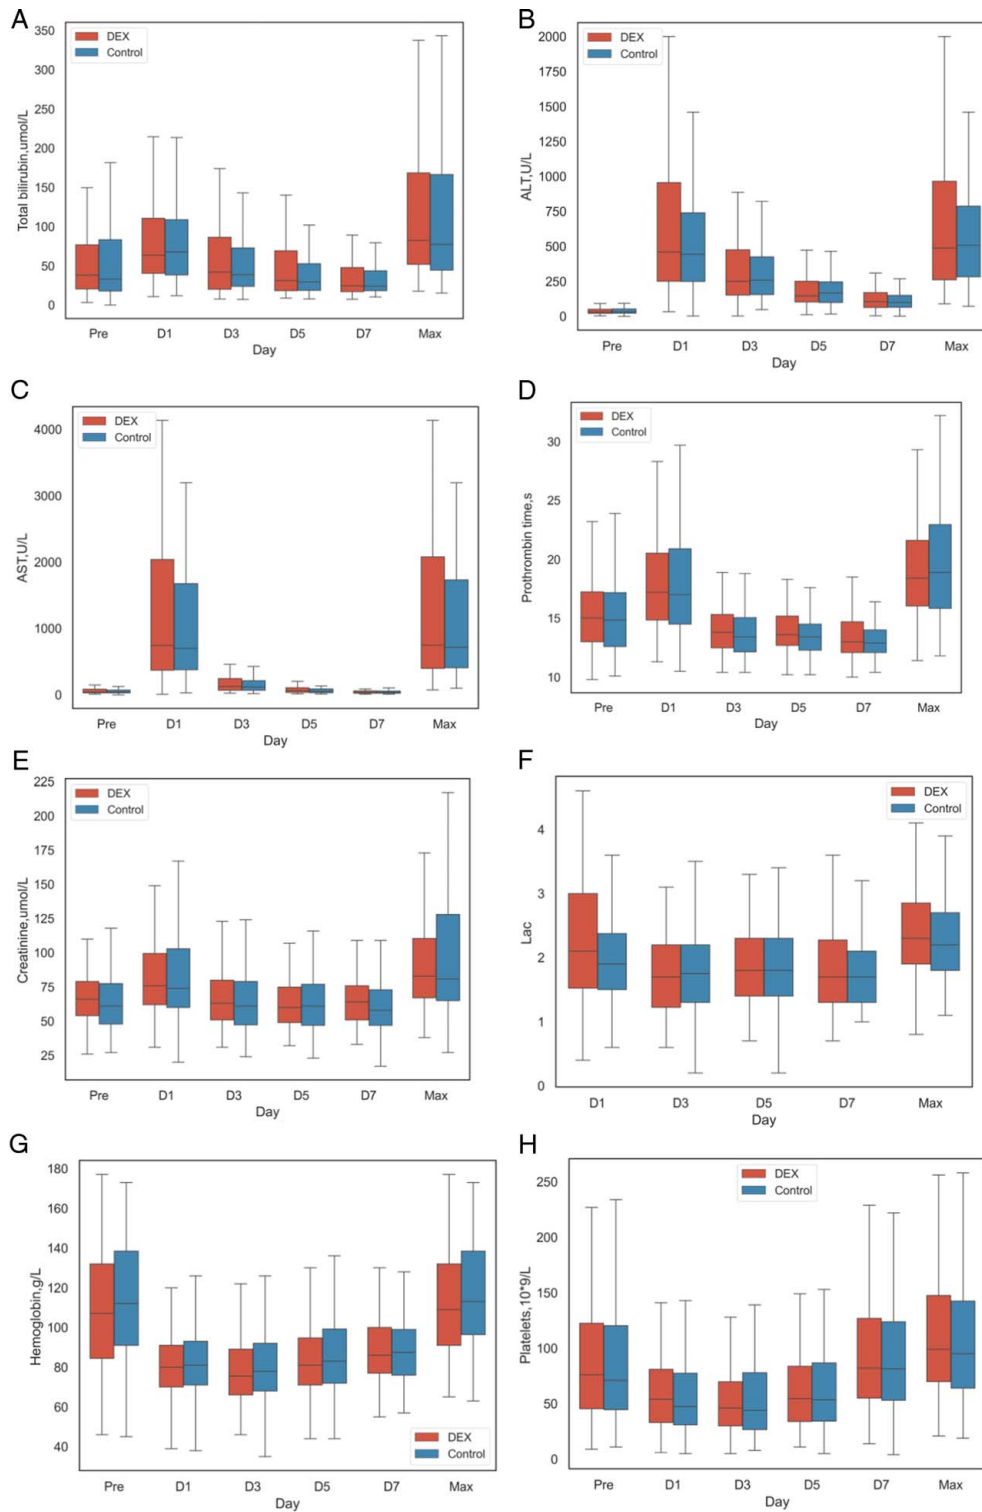 A
350
300
250
200
150
100
50
0
Total bilirubin,umol/L
DEX
Control
Pre D1 D3 D5 D7 Max
Day
B
2000
1750
1500
1250
1000
750
500
250
0
ALT,U/L
DEX
Control
Pre D1 D3 D5 D7 Max
Day
C
4000
3000
2000
1000
0
AST,U/L
DEX
Control
Pre D1 D3 D5 D7 Max
Day
D
30
25
20
15
10
Prothrombin time,s
DEX
Control
Pre D1 D3 D5 D7 Max
Day
E
225
200
175
150
125
100
75
50
25
Creatinine,umol/L
DEX
Control
Pre D1 D3 D5 D7 Max
Day
F
4
3
2
1
0
Lac
DEX
Control
D1 D3 D5 D7 Max
Day
G
180
160
140
120
100
80
60
40
Hemoglobin,g/L
DEX
Control
Pre D1 D3 D5 D7 Max
Day
H
250
200
150
100
50
0
Platelets,10*9/L
DEX
Control
Pre D1 D3 D5 D7 Max
Day